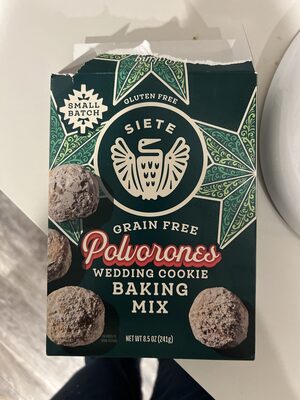 GLUTEN FREE
SMALL
BATCH
SIETE
GRAIN FREE
Polvorones
WEDDING COOKIE
BAKING
MIX
NET WT 8.5 OZ (241g)